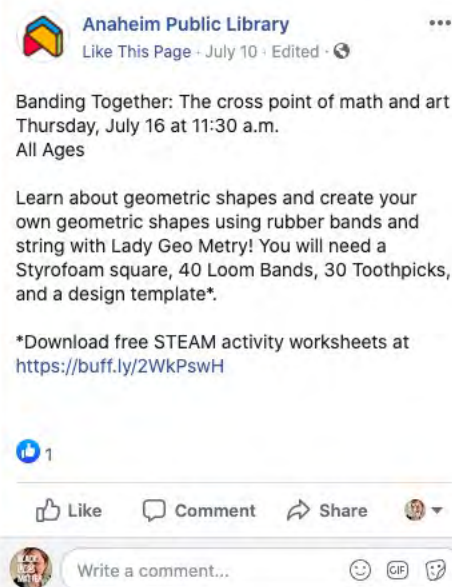 Anaheim Public Library
Like This Page · July 10 · Edited ·
Banding Together: The cross point of math and art
Thursday, July 16 at 11:30 a.m.
All Ages
Learn about geometric shapes and create your
own geometric shapes using rubber bands and
string with Lady Geo Metry! You will need a
Styrofoam square, 40 Loom Bands, 30 Toothpicks,
and a design template*.
*Download free STEAM activity worksheets at
https://buff.ly/2WkPswH
1
Like Comment Share
Write a comment...
GIF